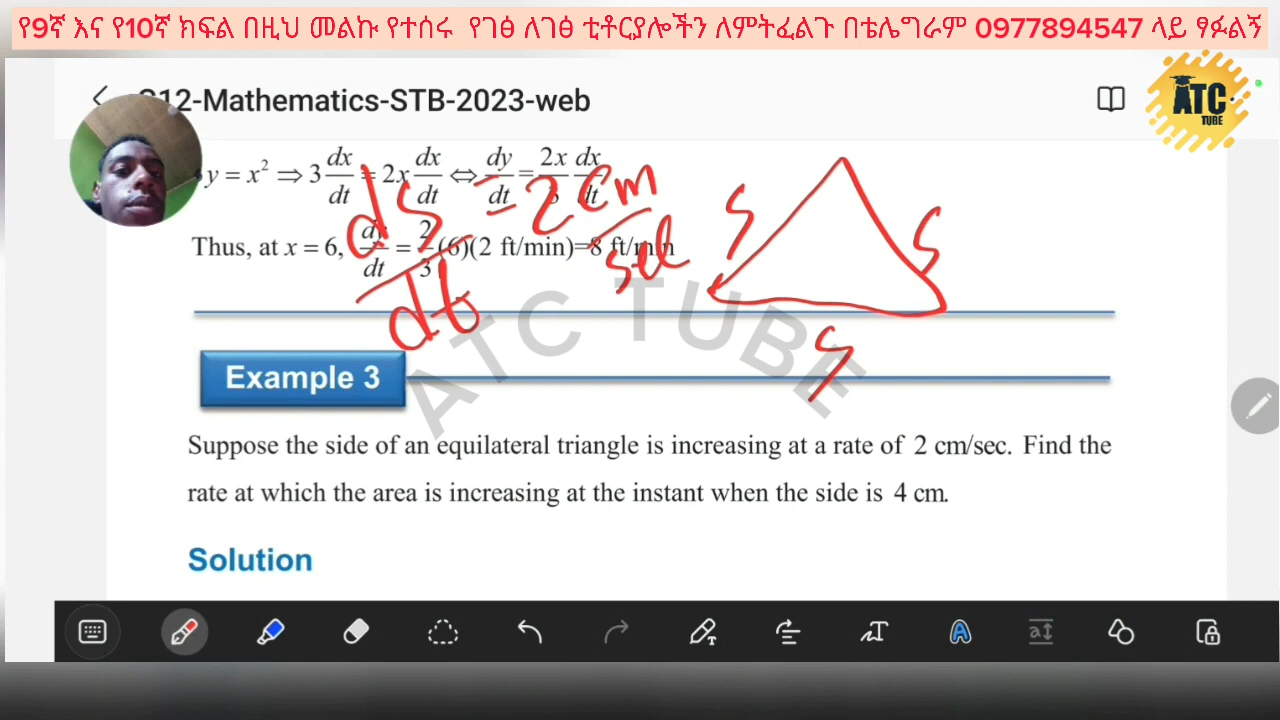 የ9ኛ እና የ10ኛ ክፍል በዚህ መልኩ የተሰሩ የገፅ ለገፅ ቲቶርያሎችን ለምትፈልጉ በቴሌግራም 0977894547 ላይ ፃፏልኝ
12-Mathematics-STB-2023-web
ATC
TUBE
y = x² ⇒ 3 dx/dt = 2x dx/dt ⇔ dy/dt = 2x/3 dx/dt
ds/dt = 2 cm/sec
S
S
S
Thus, at x = 6, dy/dt = 2/3 (6)(2 ft/min)=8 ft/min
ATC TUBE
Example 3
Suppose the side of an equilateral triangle is increasing at a rate of 2 cm/sec. Find the
rate at which the area is increasing at the instant when the side is 4 cm.
Solution